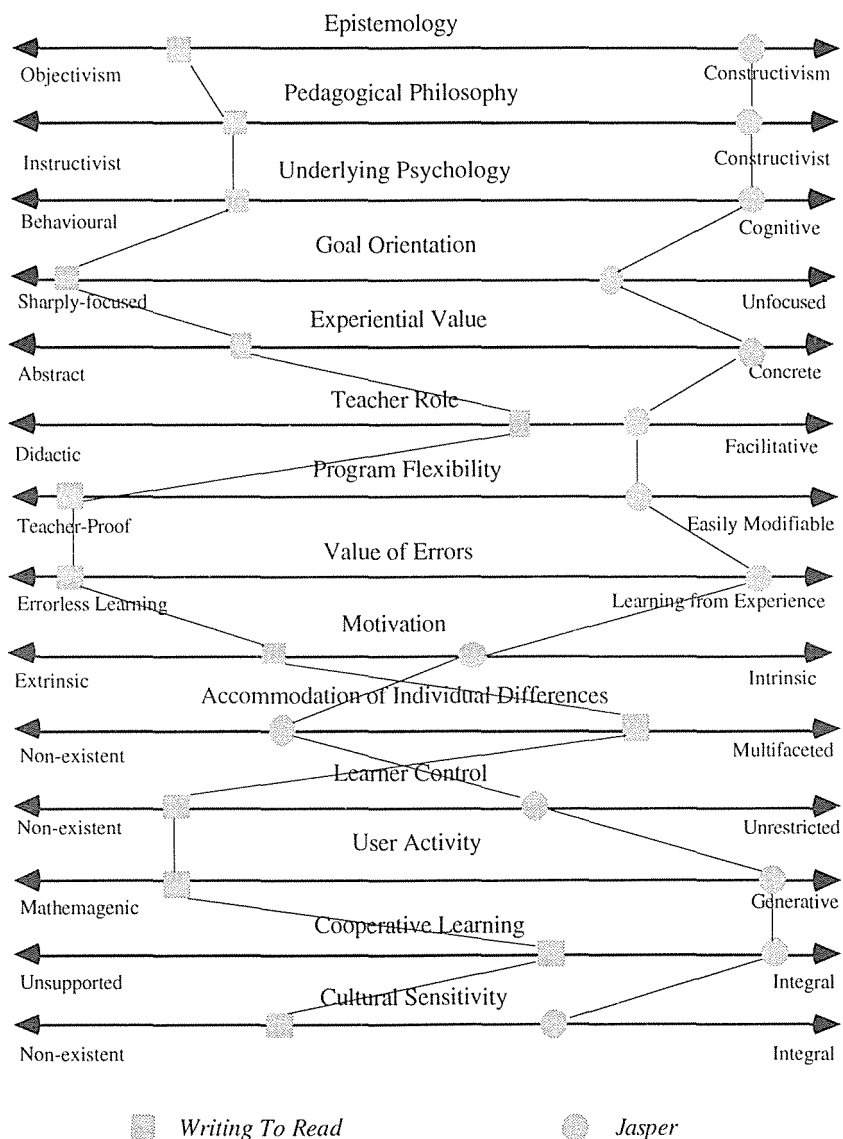 Epistemology
Objectivism Constructivism
Pedagogical Philosophy
Instructivist Constructivist
Underlying Psychology
Behavioural Cognitive
Goal Orientation
Sharply-focused Unfocused
Experiential Value
Abstract Concrete
Teacher Role
Didactic Facilitative
Program Flexibility
Teacher-Proof Easily Modifiable
Value of Errors
Errorless Learning Learning from Experience
Motivation
Extrinsic Intrinsic
Accommodation of Individual Differences
Non-existent Multifaceted
Learner Control
Non-existent Unrestricted
User Activity
Mathemagenic Generative
Cooperative Learning
Unsupported Integral
Cultural Sensitivity
Non-existent Integral
Writing To Read Jasper